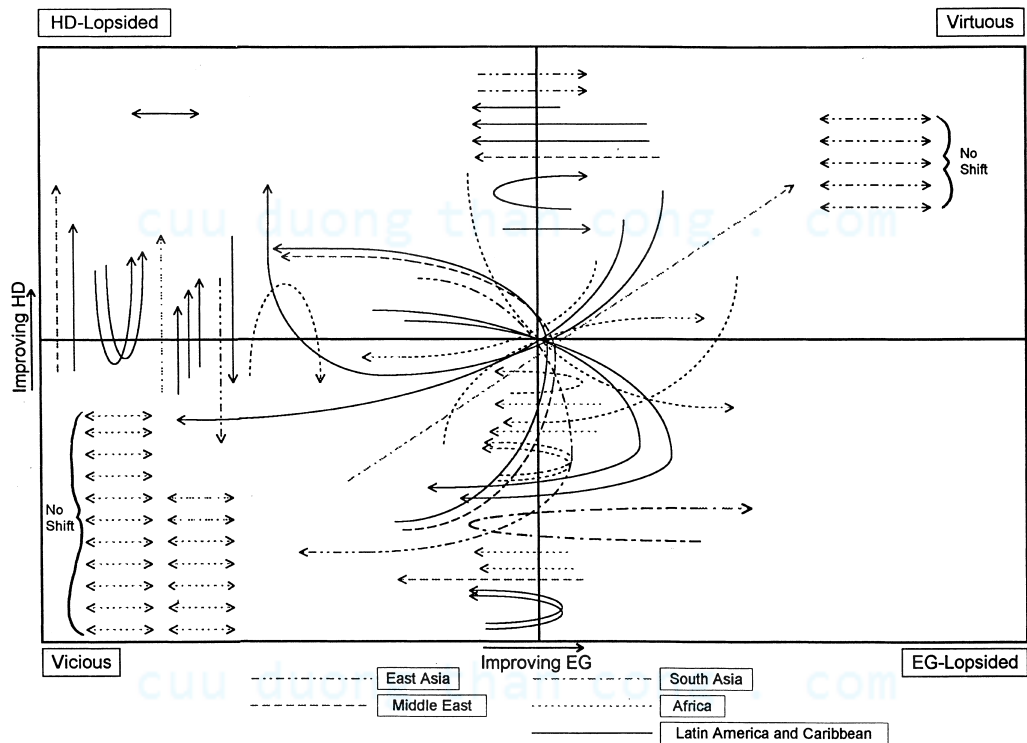 HD-Lopsided
Virtuous
No
Shift
cuu duong than cong . com
Improving HD
No
Shift
Vicious
Improving EG
EG-Lopsided
East Asia
South Asia
cuu duong than cong . com
Middle East
Africa
Latin America and Caribbean